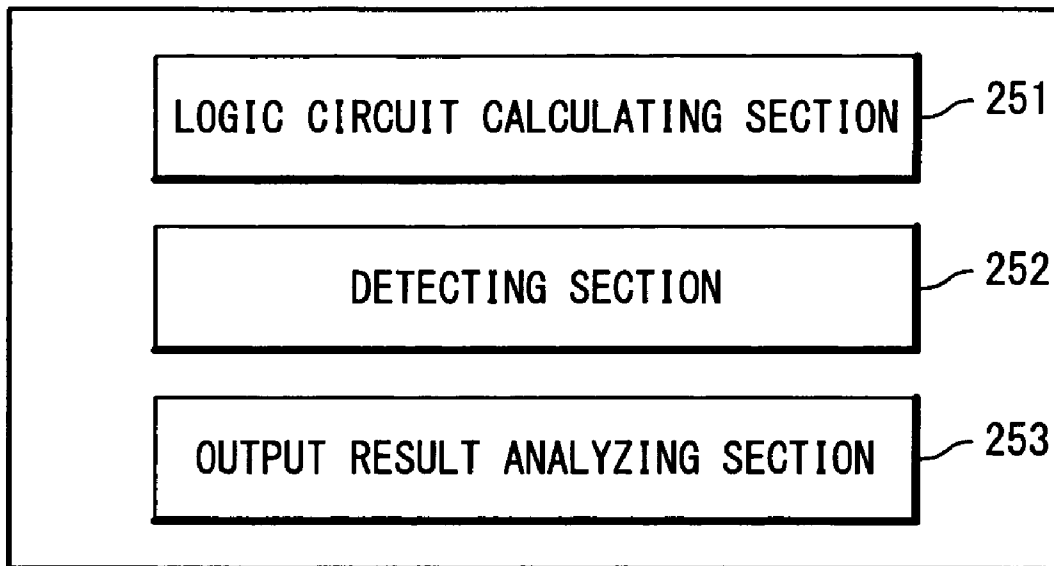 LOGIC CIRCUIT CALCULATING SECTION 251
DETECTING SECTION 252
OUTPUT RESULT ANALYZING SECTION 253